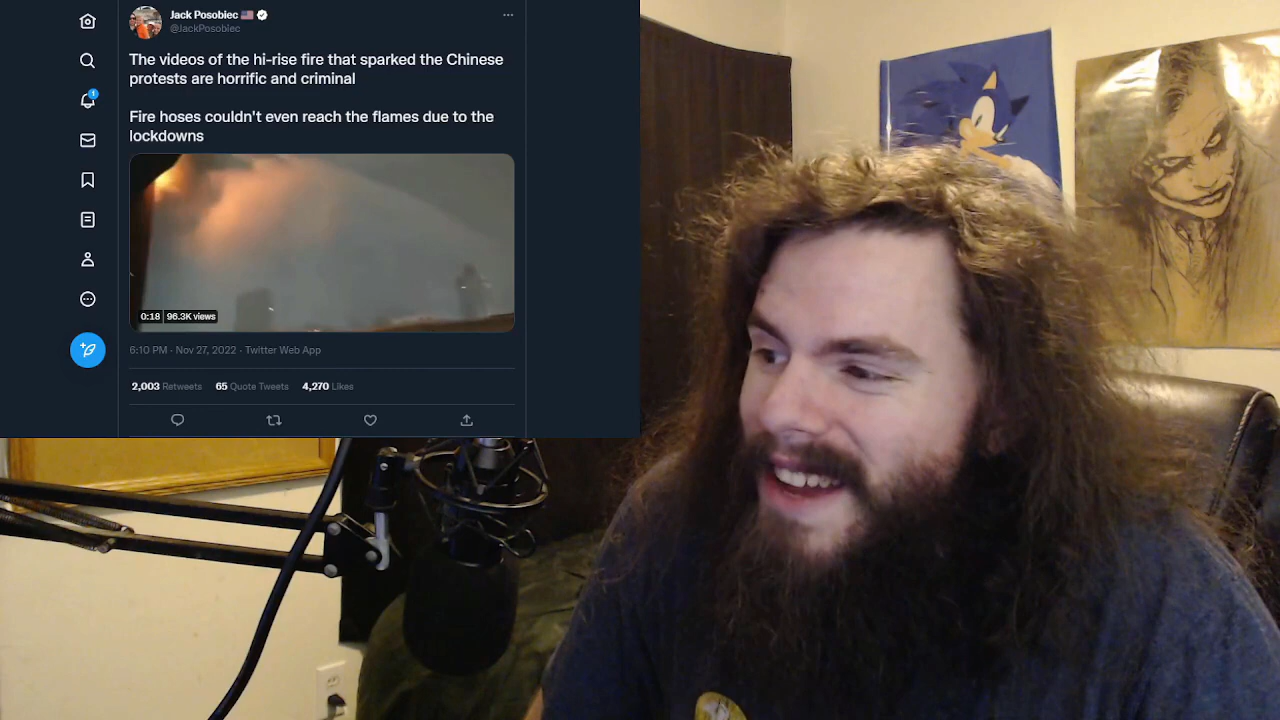 Jack Posobiec
@JackPosobiec
The videos of the hi-rise fire that sparked the Chinese
protests are horrific and criminal
Fire hoses couldn't even reach the flames due to the
lockdowns
0:18 96.3K views
6:10 PM · Nov 27, 2022 · Twitter Web App
2,003 Retweets 65 Quote Tweets 4,270 Likes
1